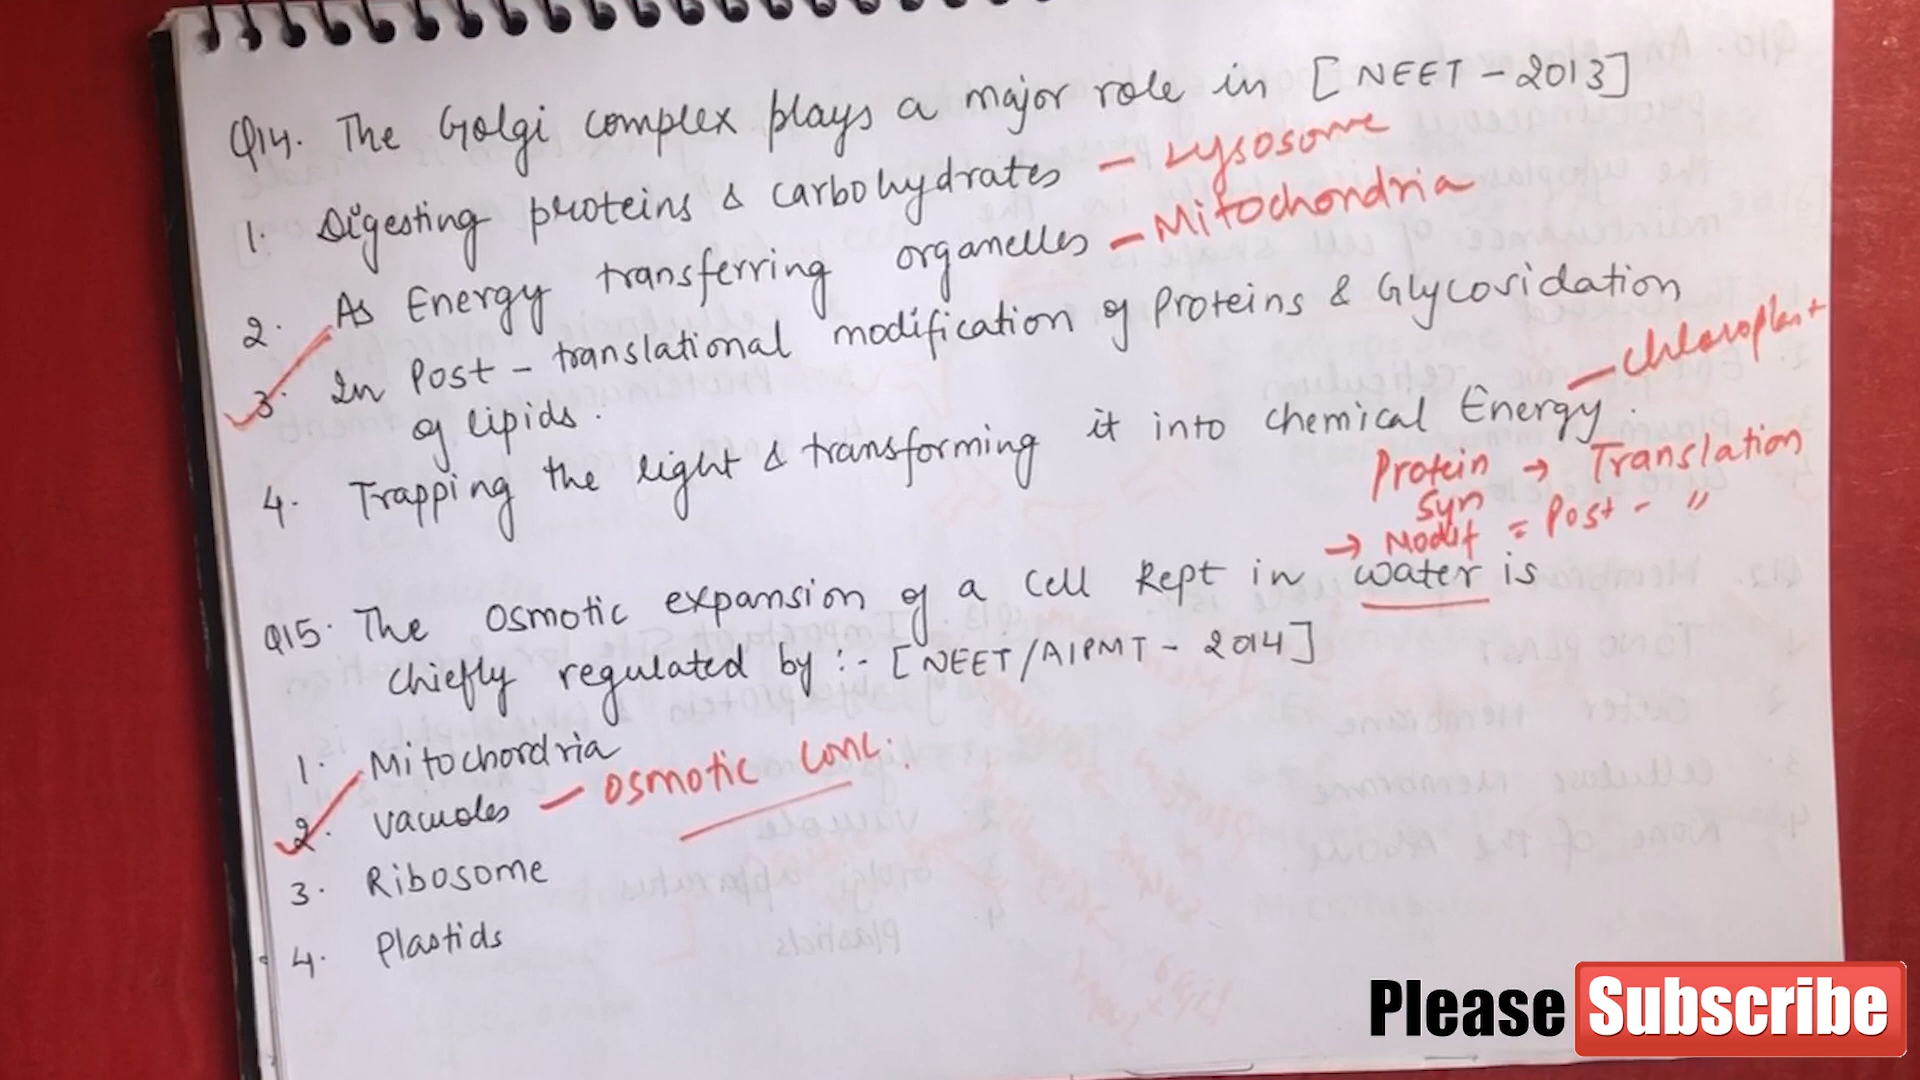 Q14. The Golgi complex plays a major role in [NEET - 2013]
1. Digesting proteins & carbohydrates - Lysosome
2. As Energy transferring organelles - Mitochondria
3. In Post - translational modification of Proteins & Glycosidation
of lipids.
4. Trapping the light & transforming it into chemical Energy. - chloroplast
Protein → Translation
syn
→ Modif = Post - "
Q15. The osmotic expansion of a cell kept in water is
chiefly regulated by :- [NEET/AIPMT - 2014]
1. Mitochondria
2. vacuoles - osmotic conc.
3. Ribosome
4. Plastids
Please Subscribe